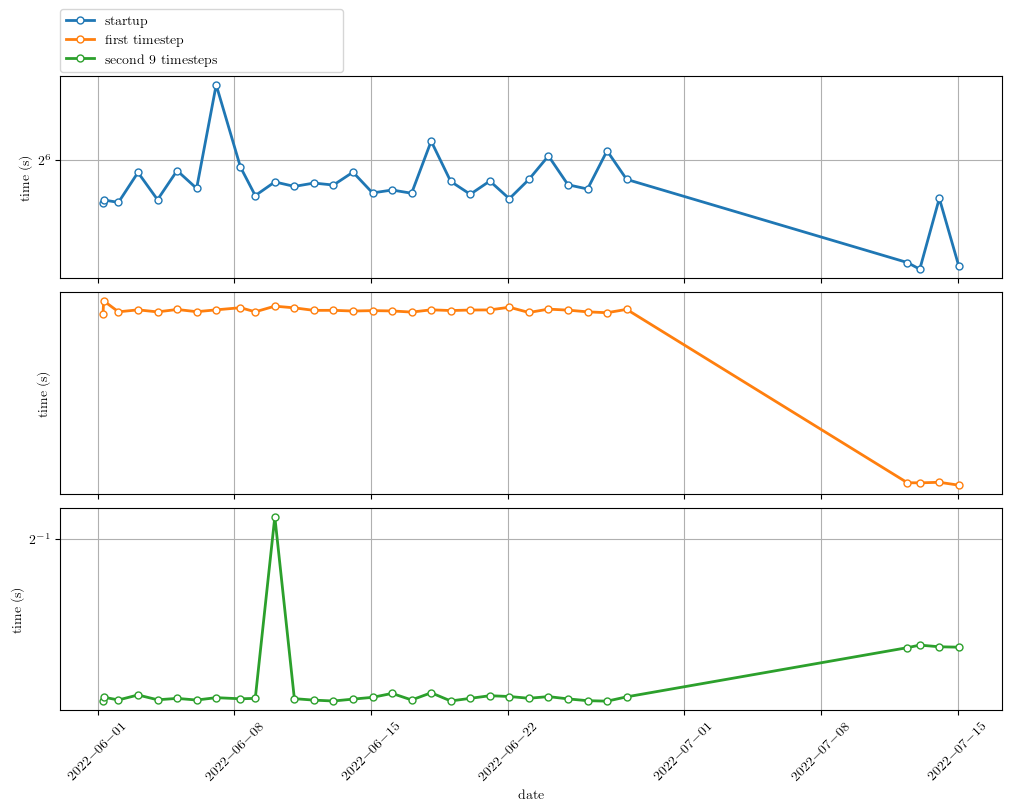 startup
first timestep
second 9 timesteps
time (s)
2^6
time (s)
time (s)
2^−1
2022−06−01
2022−06−08
2022−06−15
2022−06−22
2022−07−01
2022−07−08
2022−07−15
date